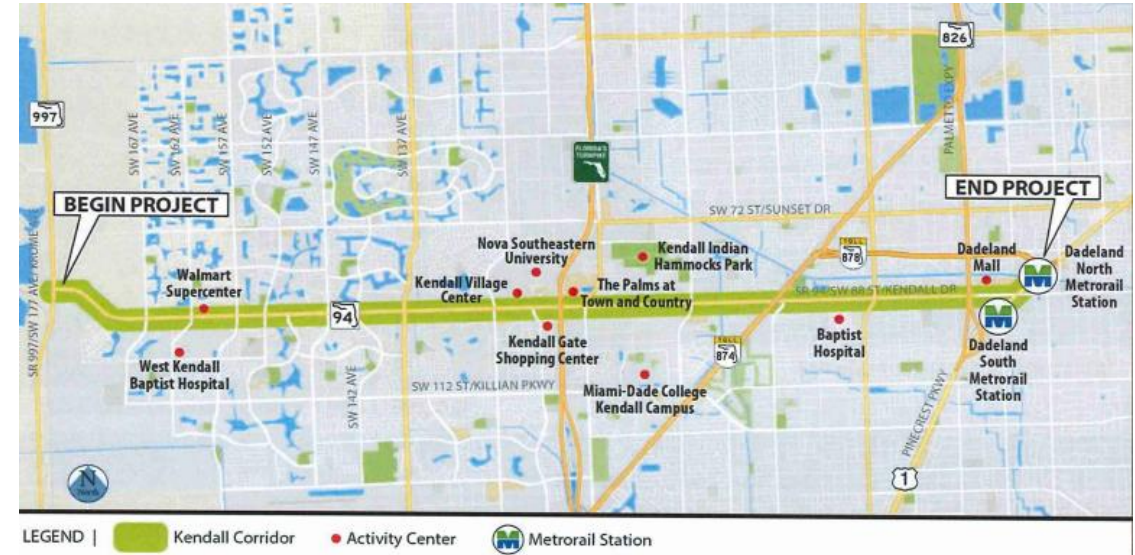 826
997
SW 167 AVE
SW 162 AVE
SW 157 AVE
SW 152 AVE
SW 147 AVE
SW 137 AVE
PALMETTO EXPY
FLORIDA'S
TURNPIKE
BEGIN PROJECT
END PROJECT
SW 72 ST/SUNSET DR
Nova Southeastern
University
Kendall Indian
Hammocks Park
TOLL
878
Dadeland
Mall
Dadeland
North
Metrorail
Station
Walmart
Supercenter
Kendall Village
Center
The Palms at
Town and Country
SR 94/SW 88 ST/KENDALL DR
94
SR 997/SW 177 AVE/KROME AVE
West Kendall
Baptist Hospital
Kendall Gate
Shopping Center
TOLL
874
Baptist
Hospital
Dadeland
South
Metrorail
Station
SW 142 AVE
SW 112 ST/KILLIAN PKWY
Miami-Dade College
Kendall Campus
PINECREST PKWY
1
N
LEGEND |
Kendall Corridor
Activity Center
Metrorail Station